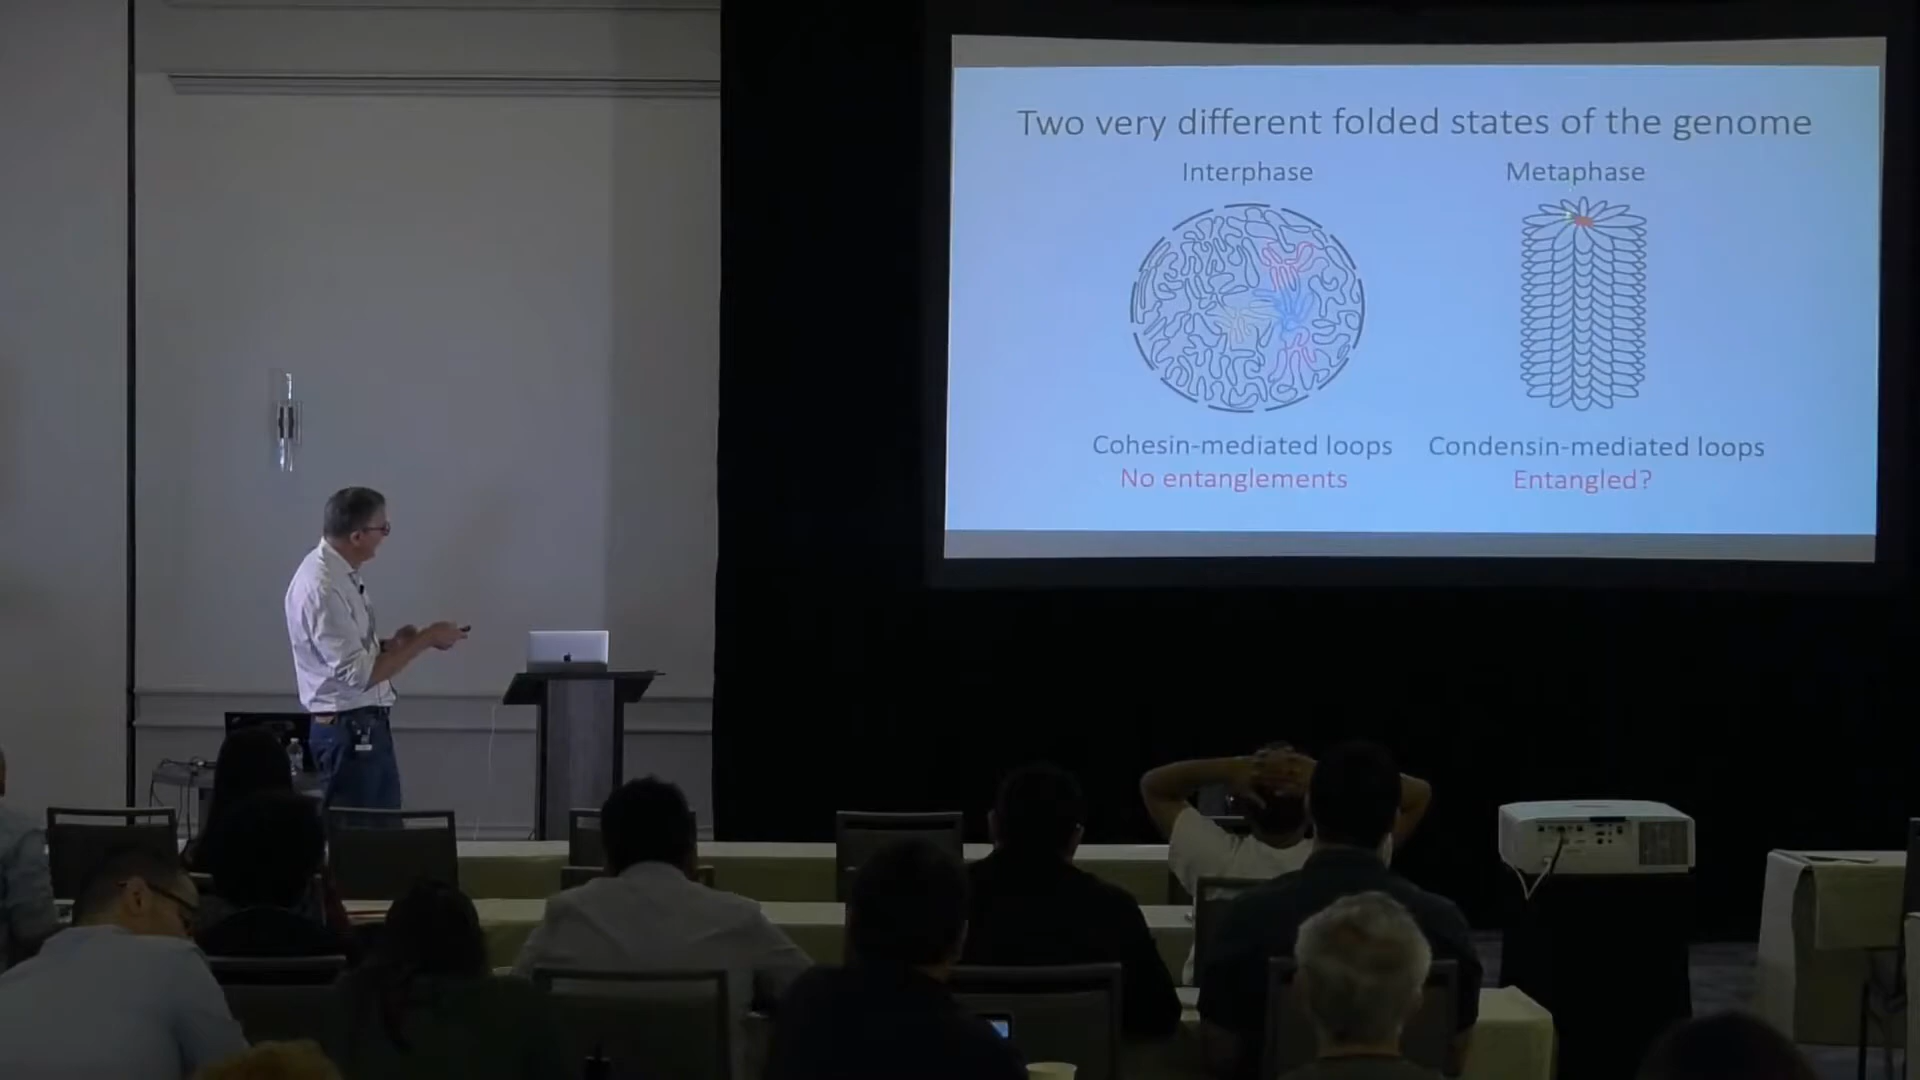 Two very different folded states of the genome
Interphase
Metaphase
Cohesin-mediated loops
Condensin-mediated loops
No entanglements
Entangled?